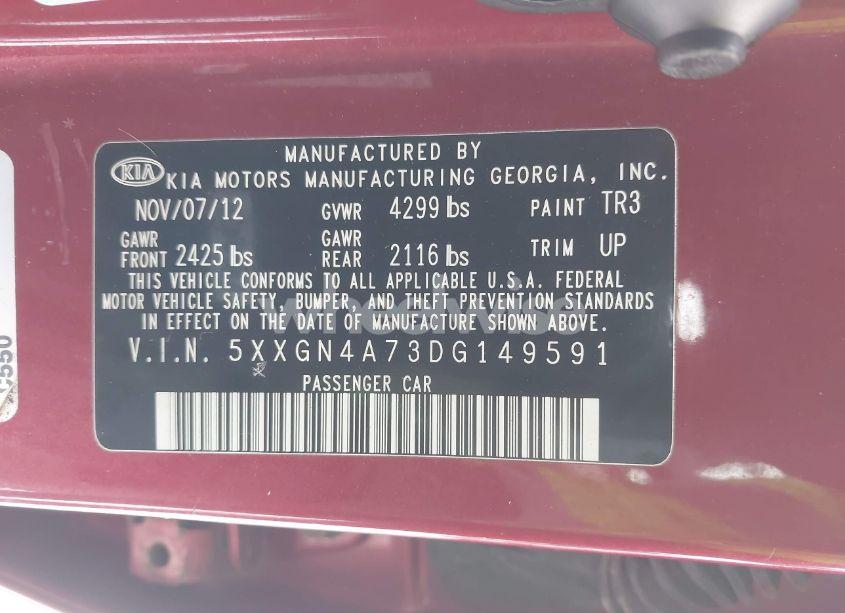 MANUFACTURED BY
KIA KIA MOTORS MANUFACTURING GEORGIA, INC.
NOV/07/12 GVWR 4299 lbs PAINT TR3
GAWR FRONT 2425 lbs GAWR REAR 2116 lbs TRIM UP
THIS VEHICLE CONFORMS TO ALL APPLICABLE U.S.A. FEDERAL
MOTOR VEHICLE SAFETY, BUMPER, AND THEFT PREVENTION STANDARDS
IN EFFECT ON THE DATE OF MANUFACTURE SHOWN ABOVE.
V.I.N. 5XXGN4A73DG149591
PASSENGER CAR